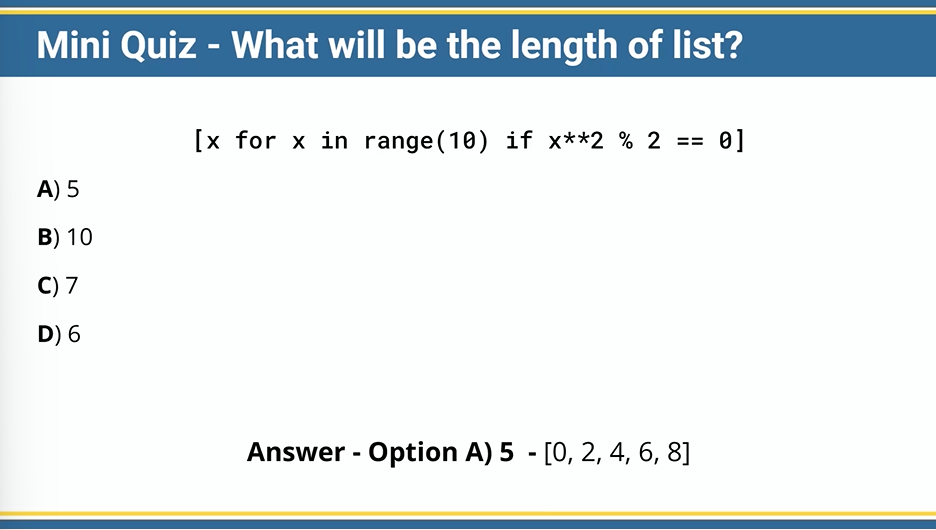 Mini Quiz - What will be the length of list?
[x for x in range(10) if x**2 % 2 == 0]
A) 5
B) 10
C) 7
D) 6
Answer - Option A) 5 - [0, 2, 4, 6, 8]